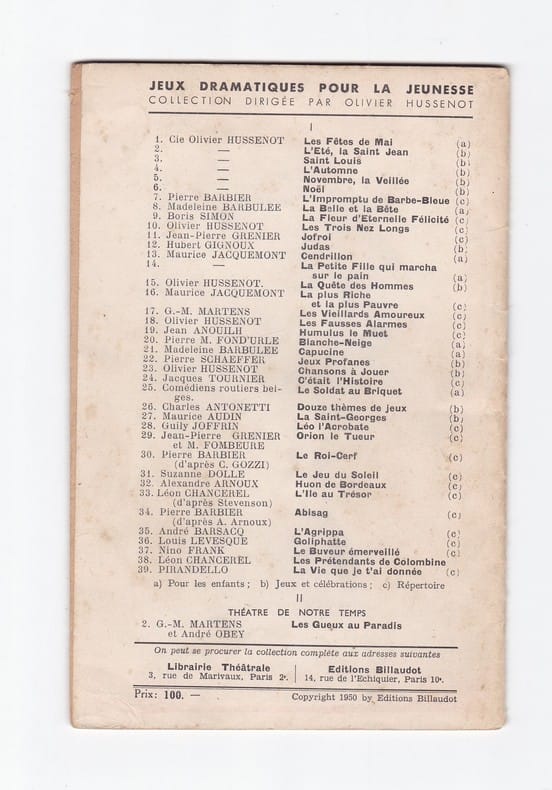 JEUX DRAMATIQUES POUR LA JEUNESSE
COLLECTION DIRIGÉE PAR OLIVIER HUSSENOT
I
1. Cie Olivier HUSSENOT Les Fêtes de Mai (a)
2. — L'Eté, la Saint Jean (b)
3. — Saint Louis (b)
4. — L'Automne (b)
5. — Novembre, la Veillée (b)
6. — Noël (b)
7. Pierre BARBIER L'Impromptu de Barbe-Bleue (c)
8. Madeleine BARBULEE La Belle et la Bête (a)
9. Boris SIMON La Fleur d'Eternelle Félicité (c)
10. Olivier HUSSENOT Les Trois Nez Longs (c)
11. Jean-Pierre GRENIER Jofroi (c)
12. Hubert GIGNOUX Judas (b)
13. Maurice JACQUEMONT Cendrillon (a)
14. — La Petite Fille qui marcha
sur le pain (a)
15. Olivier HUSSENOT. La Quête des Hommes (b)
16. Maurice JACQUEMONT La plus Riche
et la plus Pauvre (c)
17. G.-M. MARTENS Les Vieillards Amoureux (c)
18. Olivier HUSSENOT Les Fausses Alarmes (c)
19. Jean ANOUILH Humulus le Muet (c)
20. Pierre M. FOND'URLE Blanche-Neige (a)
21. Madeleine BARBULEE Capucine (a)
22. Pierre SCHAEFFER Jeux Profanes (b)
23. Olivier HUSSENOT Chansons à Jouer (b)
24. Jacques TOURNIER C'était l'Histoire (c)
25. Comédiens routiers bel- Le Soldat au Briquet (a)
ges.
26. Charles ANTONETTI Douze thèmes de jeux (b)
27. Maurice AUDIN La Saint-Georges (b)
28. Guily JOFFRIN Léo l'Acrobate (c)
29. Jean-Pierre GRENIER Orion le Tueur (c)
et M. FOMBEURE
30. Pierre BARBIER Le Roi-Cerf (c)
(d'après C. GOZZI)
31. Suzanne DOLLE Le Jeu du Soleil (c)
32. Alexandre ARNOUX Huon de Bordeaux (c)
33. Léon CHANCEREL L'Ile au Trésor (c)
(d'après Stevenson)
34. Pierre BARBIER Abisag (c)
(d'après A. Arnoux)
35. André BARSACQ L'Agrippa (c)
36. Louis LEVESQUE Goliphatte (c)
37. Nino FRANK Le Buveur émerveillé (c)
38. Léon CHANCEREL Les Prétendants de Colombine
39. PIRANDELLO La Vie que je t'ai donnée (c)
a) Pour les enfants; b) Jeux et célébrations; c) Répertoire
II
THÉATRE DE NOTRE TEMPS
2. G.-M. MARTENS Les Gueux au Paradis
et André OBEY
On peut se procurer la collection complète aux adresses suivantes
Librairie Théâtrale Editions Billaudot
3, rue de Marivaux, Paris 2e. 14, rue de l'Echiquier, Paris 10e.
Prix: 100. — Copyright 1950 by Editions Billaudot